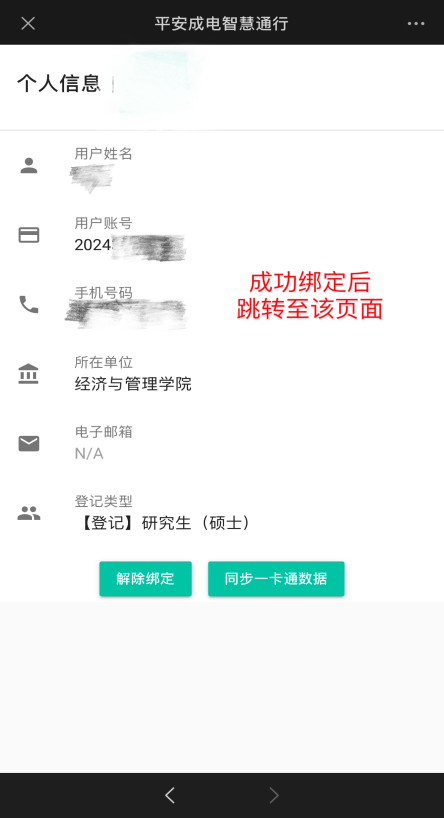 平安成电智慧通行
个人信息
用户姓名
用户账号
2024
手机号码
成功绑定后
跳转至该页面
所在单位
经济与管理学院
电子邮箱
N/A
登记类型
【登记】研究生（硕士）
解除绑定
同步一卡通数据